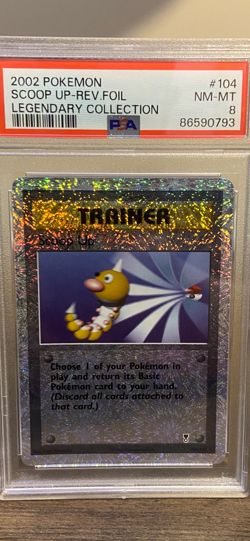 2002 POKEMON #104
SCOOP UP-REV.FOIL NM-MT
LEGENDARY COLLECTION 8
PSA 86590793
TRAINER
Scoop Up
Choose 1 of your Pokémon in
play and return its Basic
Pokémon card to your hand.
(Discard all cards attached to
that card.)